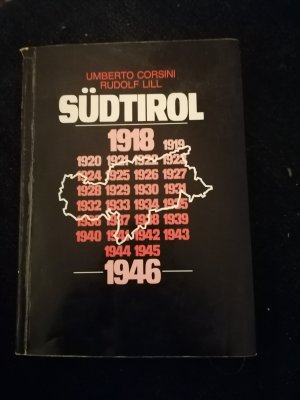 UMBERTO CORSINI
RUDOLF LILL
SÜDTIROL
1918 1919
1920 1921 1922 1923
1924 1925 1926 1927
1928 1929 1930 1931
1932 1933 1934 1935
1936 1937 1938 1939
1940 1941 1942 1943
1944 1945
1946